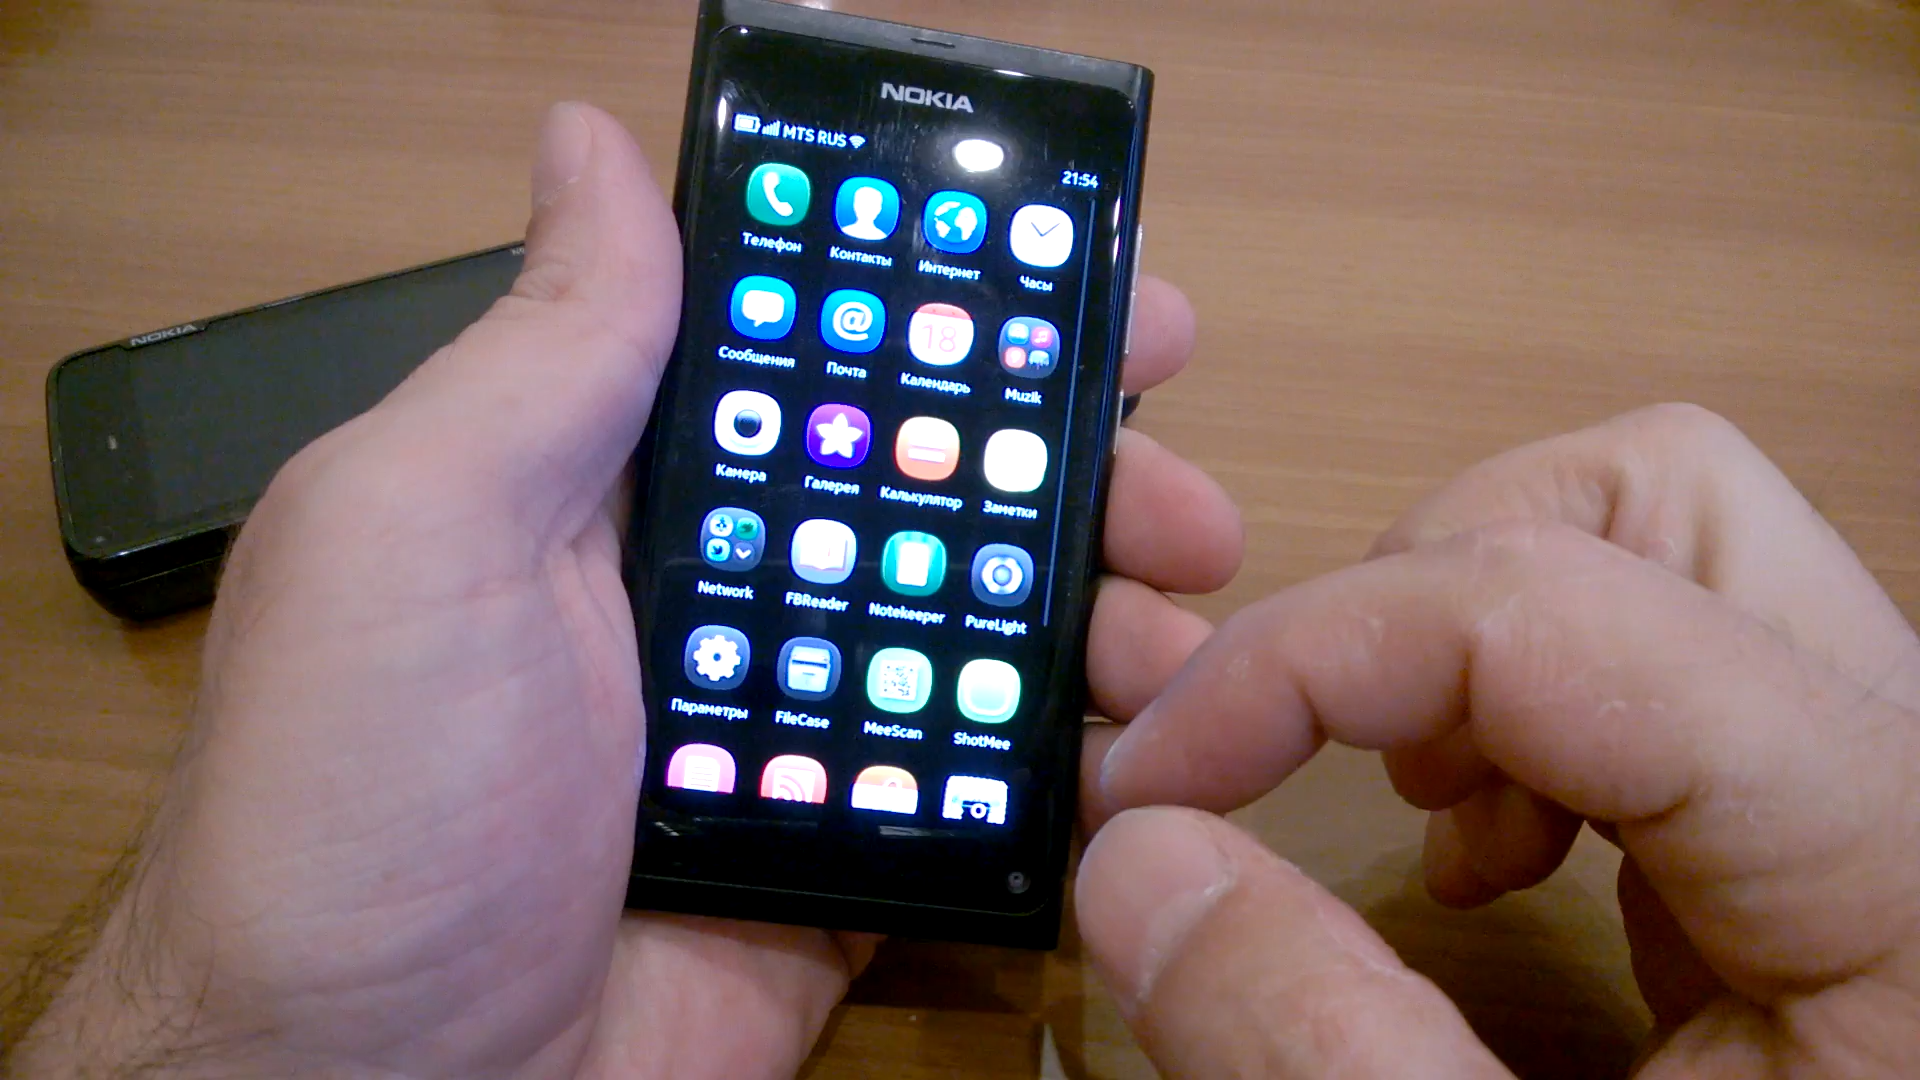 NOKIA
MTS RUS
21:54
Телефон Контакты Интернет Часы
18
Сообщения Почта Календарь Muzik
Камера Галерея Калькулятор Заметки
Network FBReader Notekeeper PureLight
Параметры FileCase MeeScan ShotMee
NOKIA